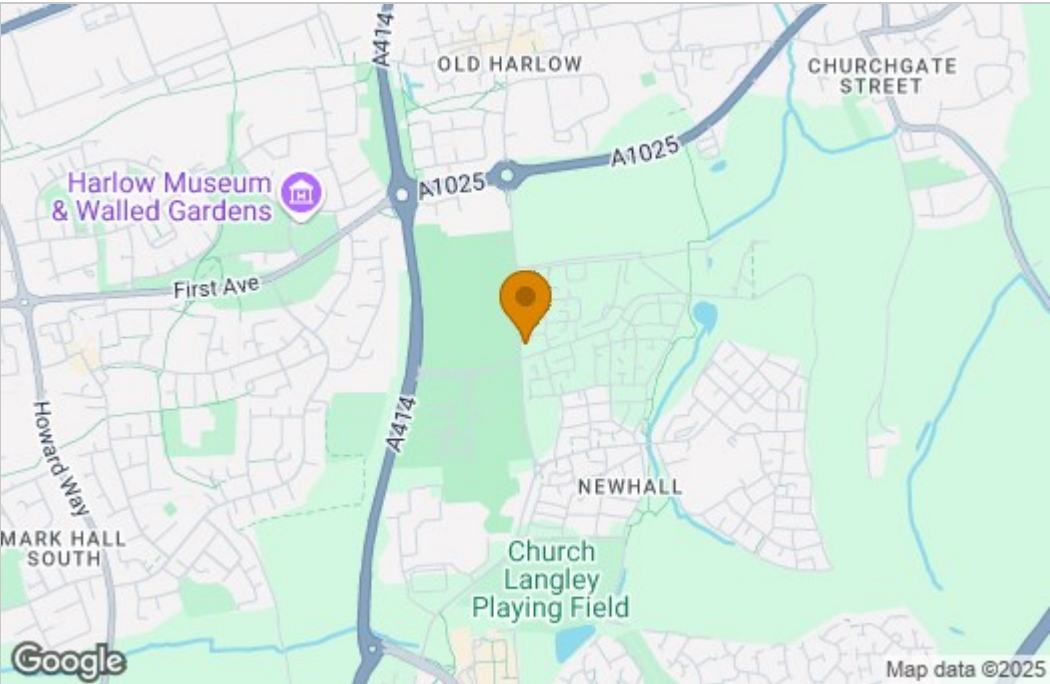 A414
OLD HARLOW
CHURCHGATE
STREET
A1025
A1025
Harlow Museum
& Walled Gardens
First Ave
A414
Howard Way
NEWHALL
MARK HALL
SOUTH
Church
Langley
Playing Field
Google
Map data ©2025